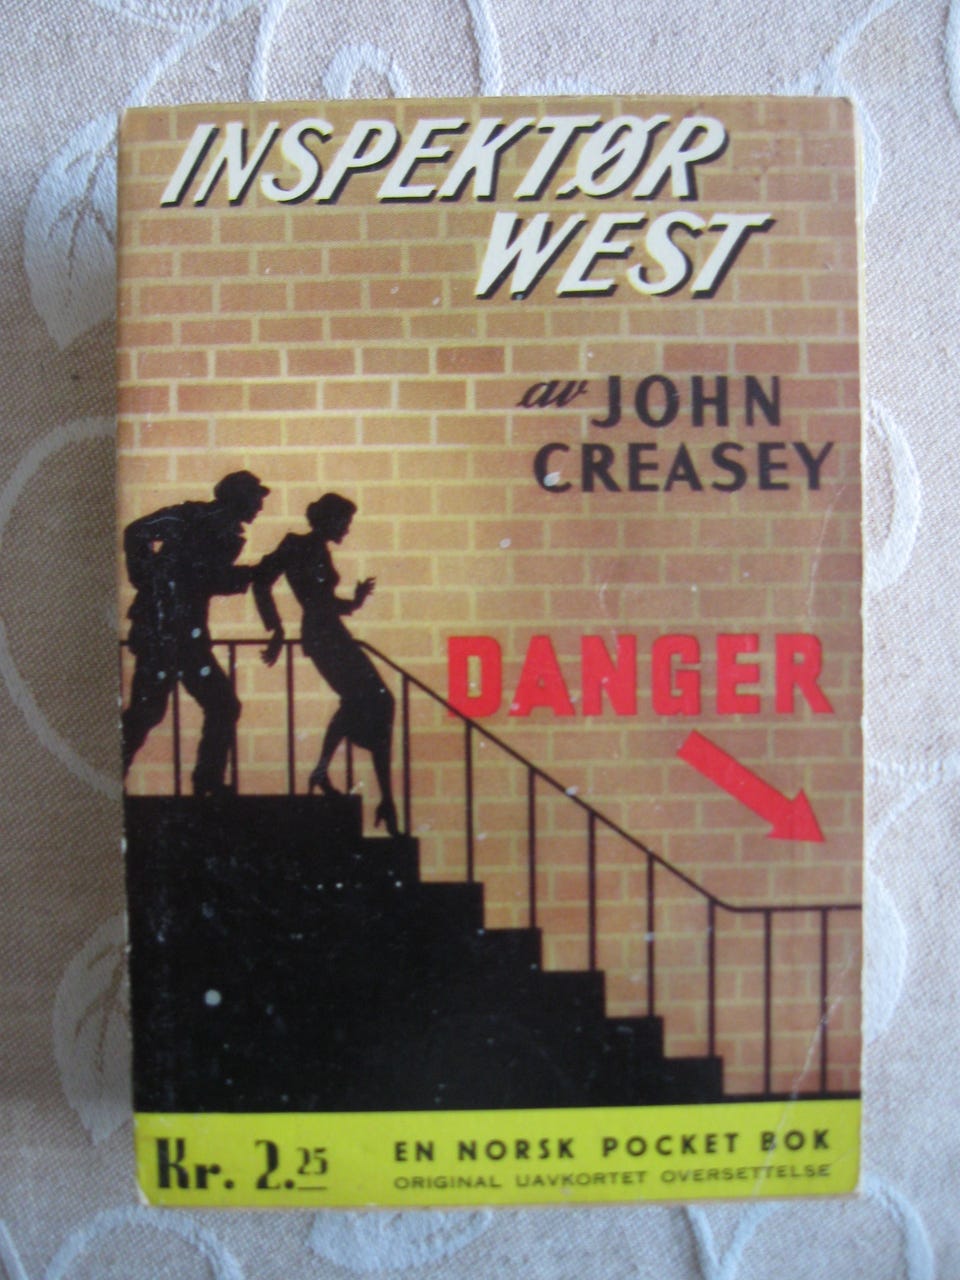 INSPEKTØR
WEST
av JOHN
CREASEY
DANGER
Kr. 2.25
EN NORSK POCKET BOK
ORIGINAL UAVKORTET OVERSETTELSE